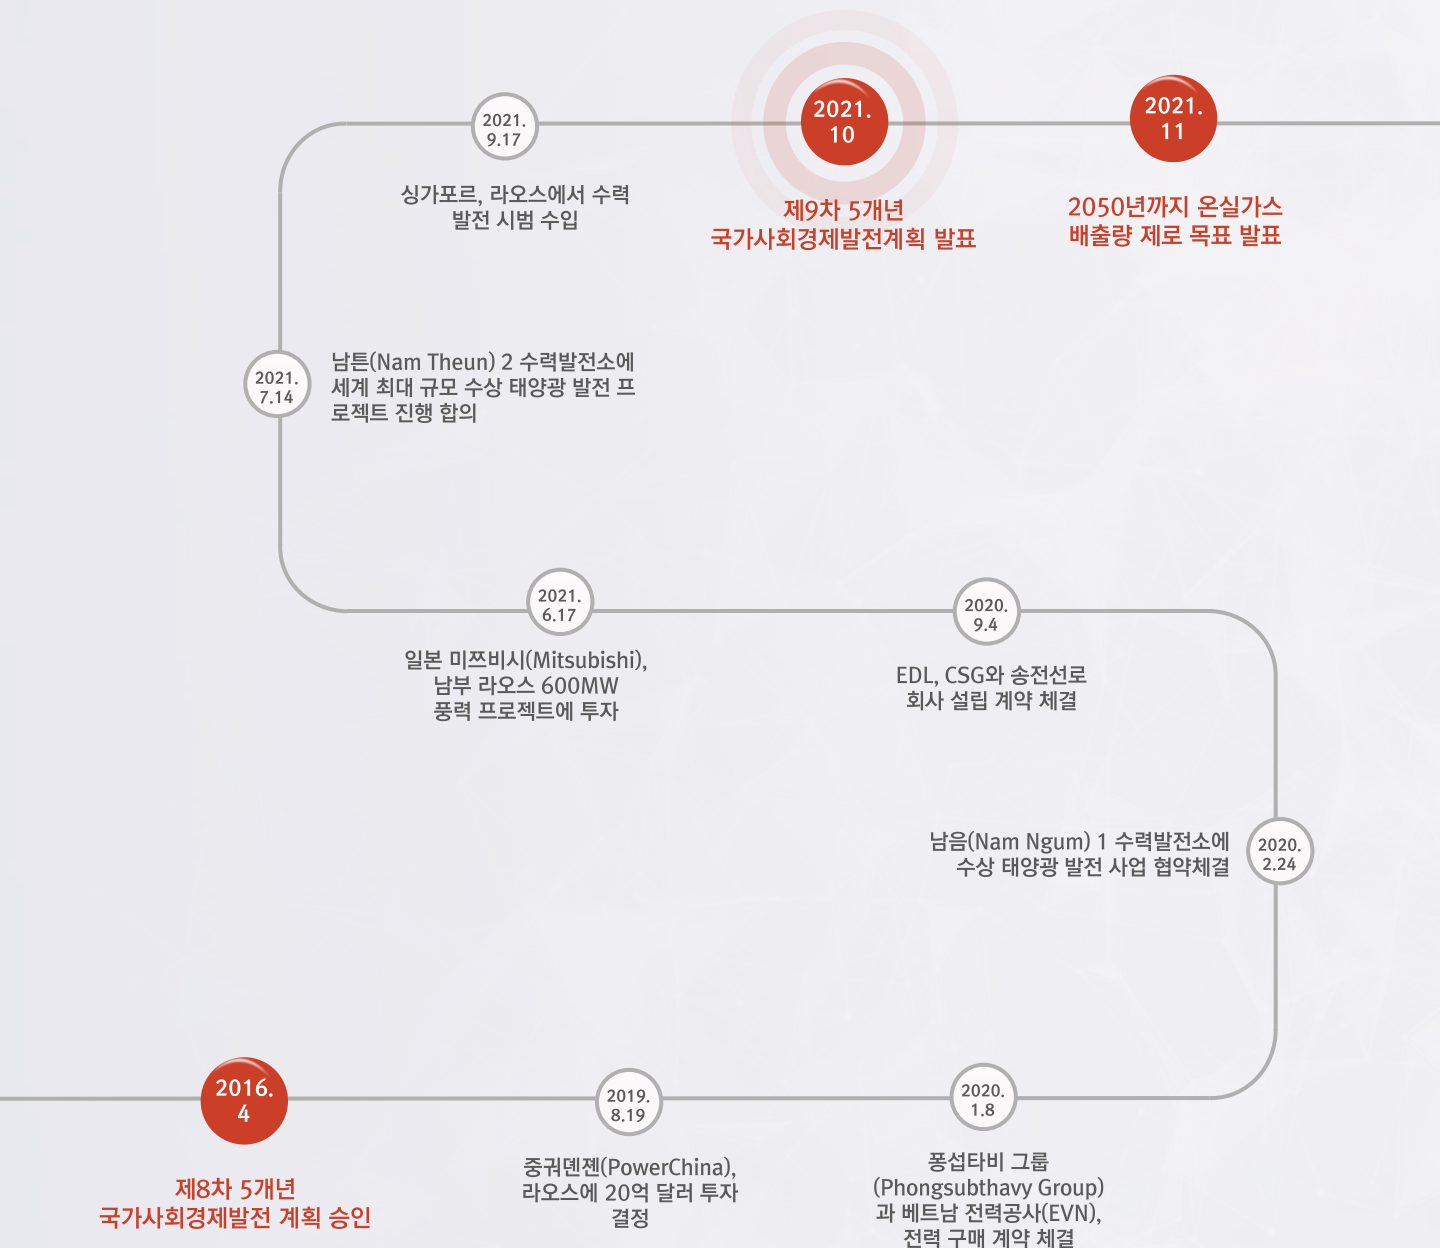 2021.
9.17
싱가포르, 라오스에서 수력
발전 시범 수입
2021.
10
제9차 5개년
국가사회경제발전계획 발표
2021.
11
2050년까지 온실가스
배출량 제로 목표 발표
2021.
7.14
남튼(Nam Theun) 2 수력발전소에
세계 최대 규모 수상 태양광 발전 프
로젝트 진행 합의
2021.
6.17
일본 미쯔비시(Mitsubishi),
남부 라오스 600MW
풍력 프로젝트에 투자
2020.
9.4
EDL, CSG와 송전선로
회사 설립 계약 체결
남음(Nam Ngum) 1 수력발전소에
수상 태양광 발전 사업 협약체결
2020.
2.24
2016.
4
제8차 5개년
국가사회경제발전 계획 승인
2019.
8.19
중궈뎬졘(PowerChina),
라오스에 20억 달러 투자
결정
2020.
1.8
퐁섭타비 그룹
(Phongsubthavy Group)
과 베트남 전력공사(EVN),
전력 구매 계약 체결